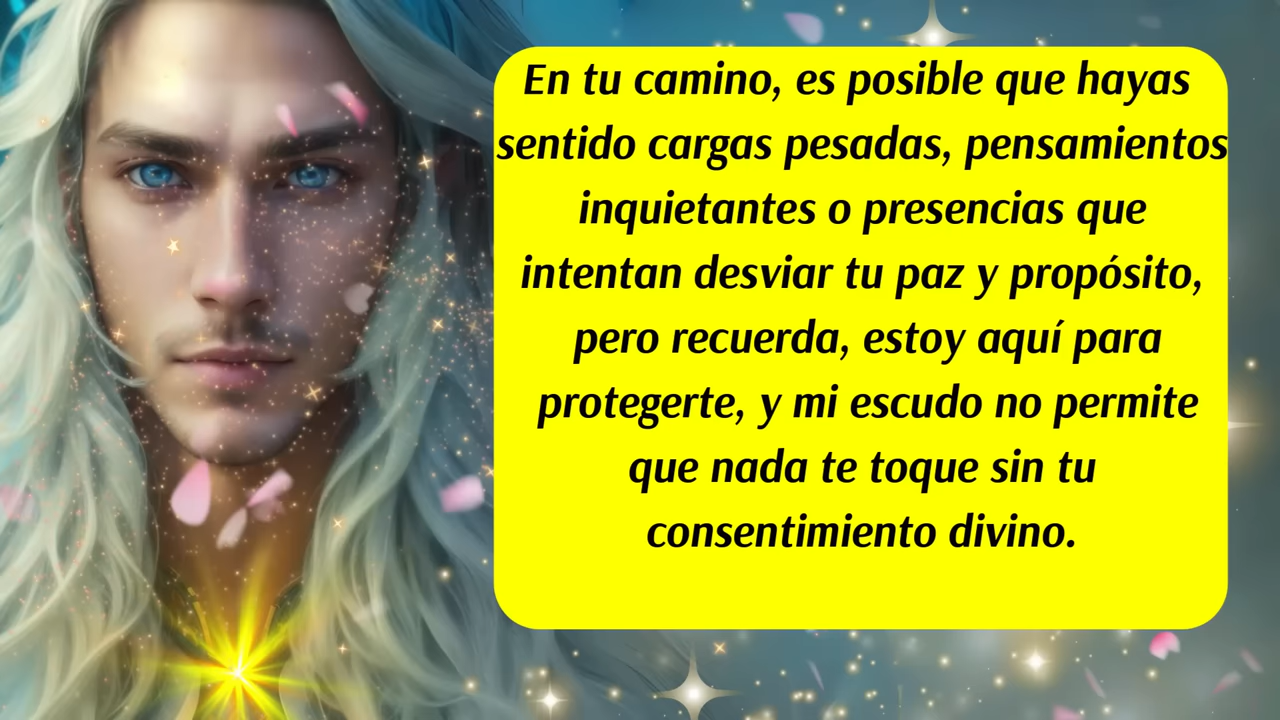 En tu camino, es posible que hayas
sentido cargas pesadas, pensamientos
inquietantes o presencias que
intentan desviar tu paz y propósito,
pero recuerda, estoy aquí para
protegerte, y mi escudo no permite
que nada te toque sin tu
consentimiento divino.